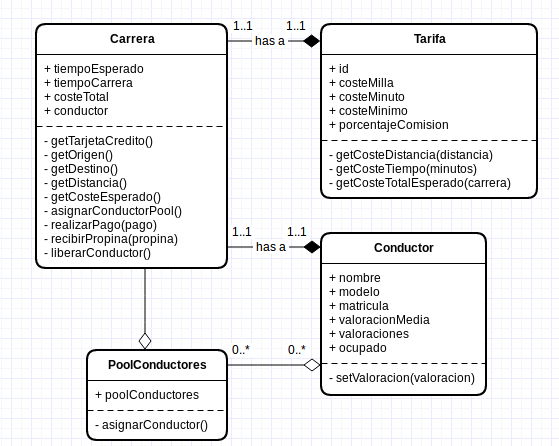 Carrera
+ tiempoEsperado
+ tiempoCarrera
+ costeTotal
+ conductor
- getTarjetaCredito()
- getOrigen()
- getDestino()
- getDistancia()
- getCosteEsperado()
- asignarConductorPool()
- realizarPago(pago)
- recibirPropina(propina)
- liberarConductor()
1..1
has a
1..1
Tarifa
+ id
+ costeMilla
+ costeMinuto
+ costeMinimo
+ porcentajeComision
- getCosteDistancia(distancia)
- getCosteTiempo(minutos)
- getCosteTotalEsperado(carrera)
1..1
has a
1..1
Conductor
+ nombre
+ modelo
+ matricula
+ valoracionMedia
+ valoraciones
+ ocupado
- setValoracion(valoracion)
0..*
0..*
PoolConductores
+ poolConductores
- asignarConductor()